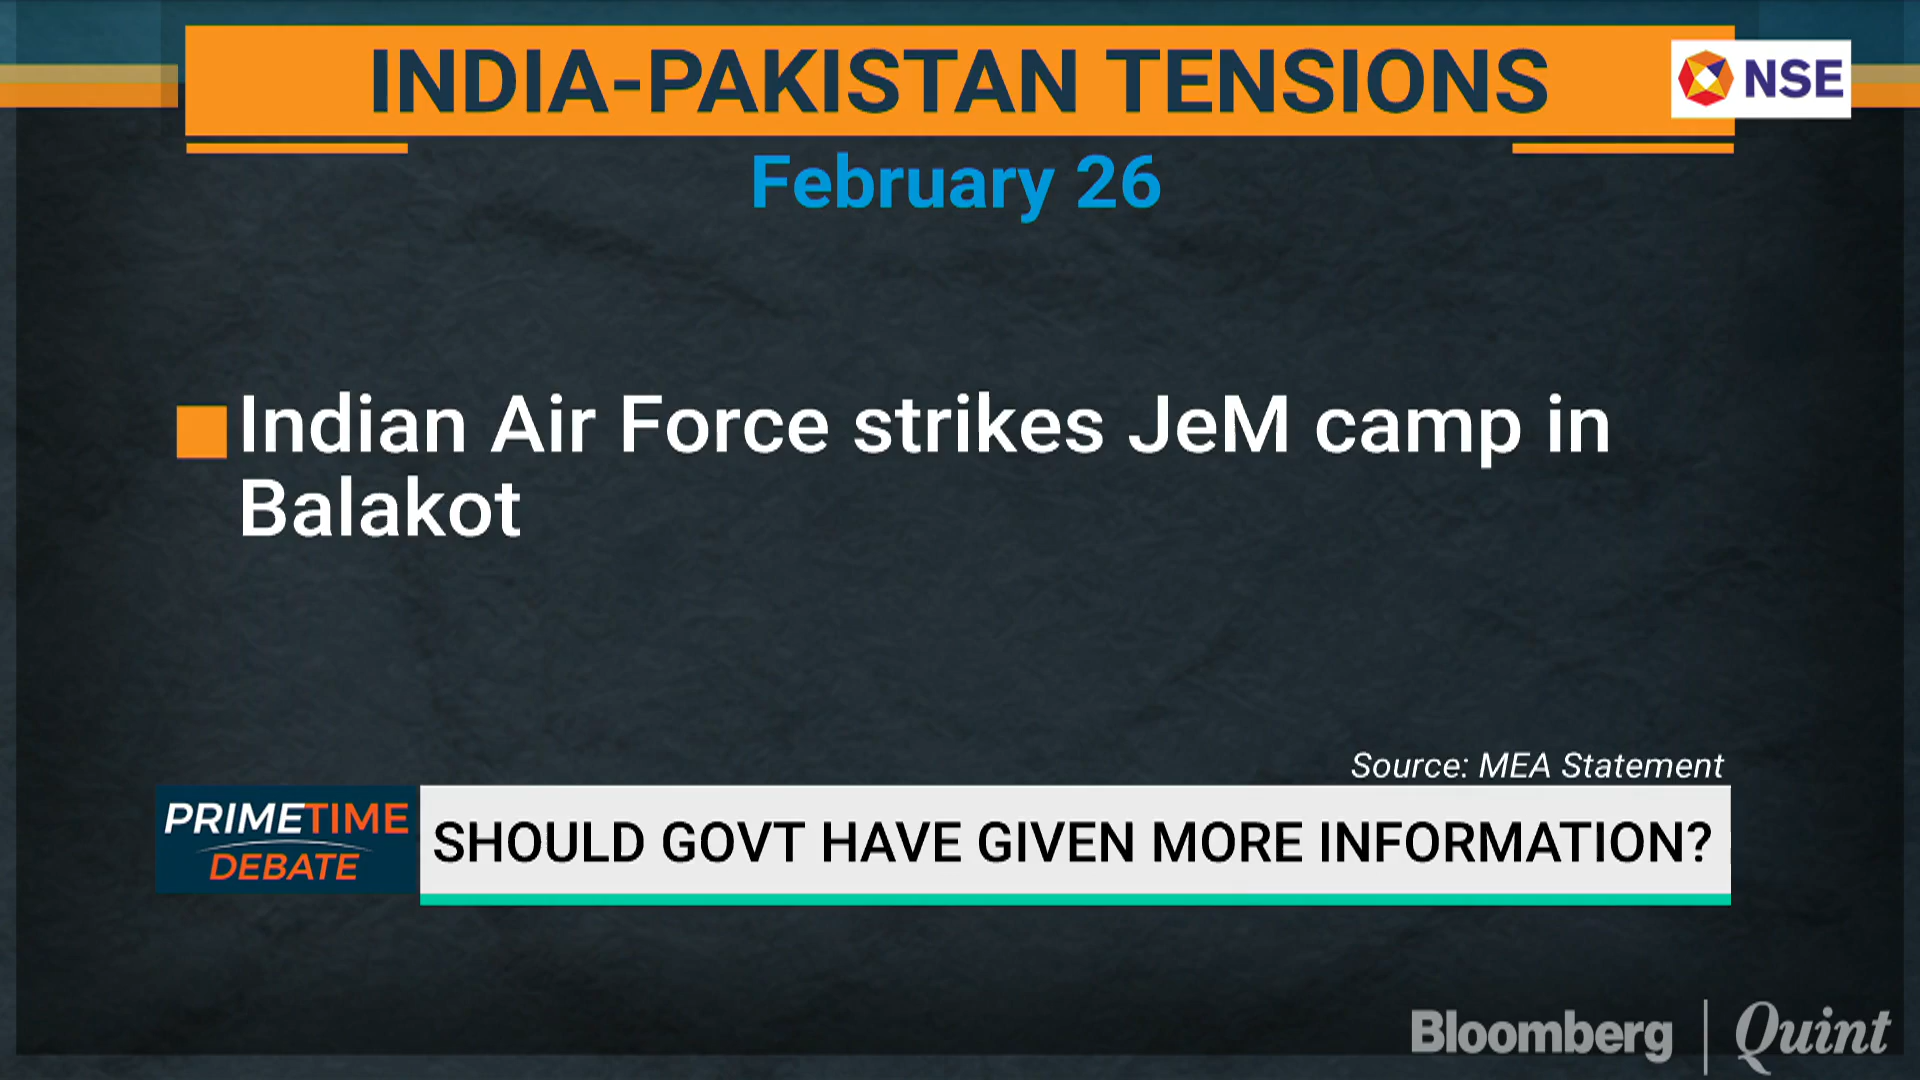 INDIA-PAKISTAN TENSIONS
NSE
February 26
Indian Air Force strikes JeM camp in
Balakot
Source: MEA Statement
PRIMETIME
DEBATE
SHOULD GOVT HAVE GIVEN MORE INFORMATION?
Bloomberg | Quint